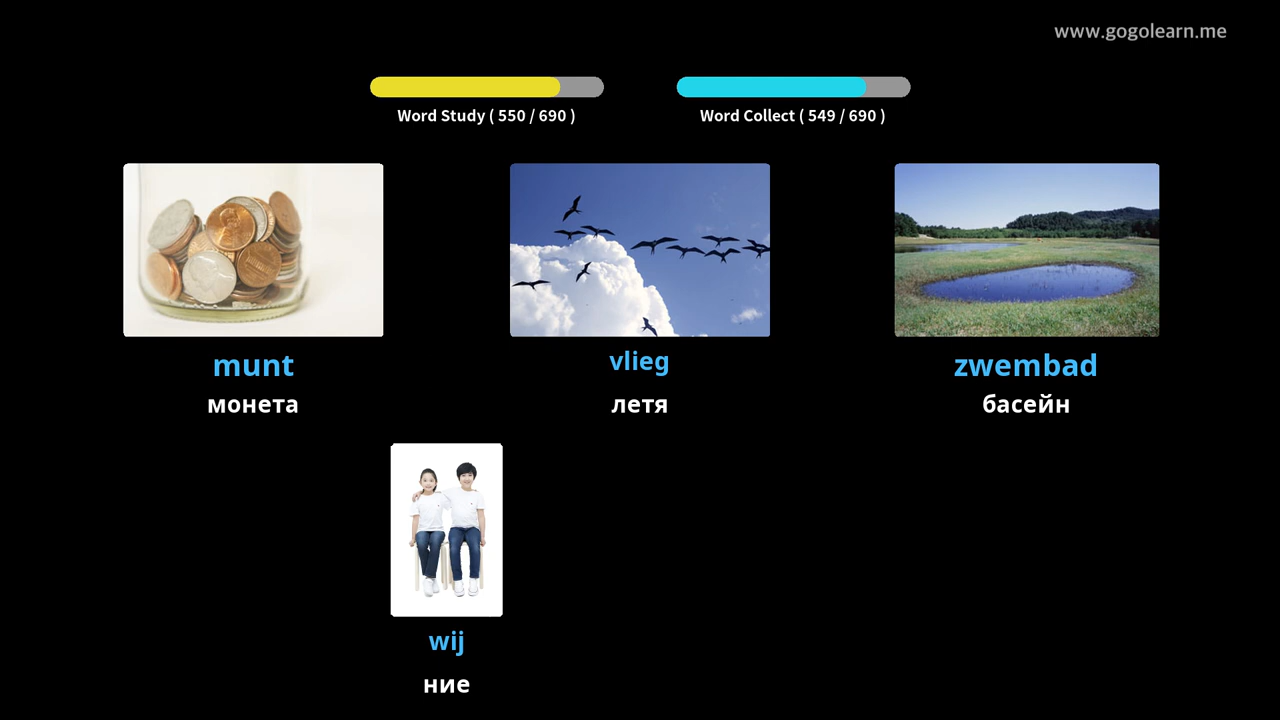 www.gogolearn.me
Word Study ( 550 / 690 )
Word Collect ( 549 / 690 )
munt
vlieg
zwembad
монета
летя
басейн
wij
ние